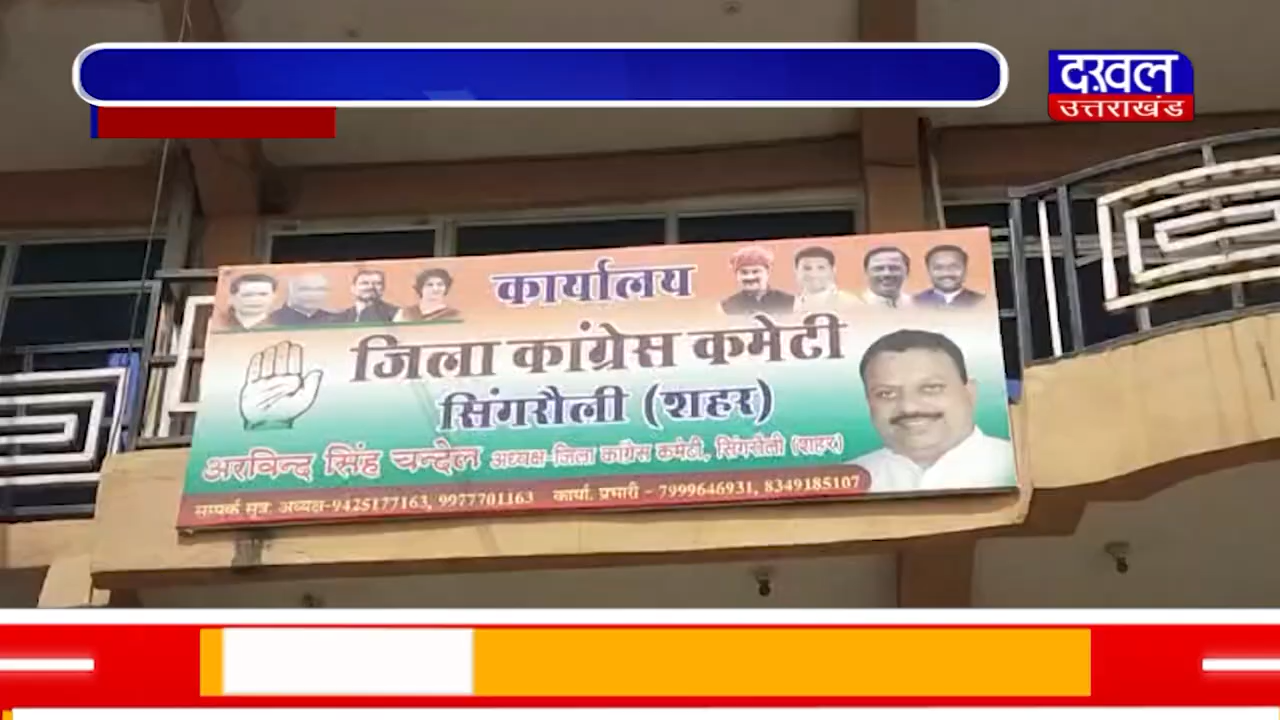 दख़ल
उत्तराखंड
कार्यालय
जिला कांग्रेस कमेटी
सिंगरौली (शहर)
अरविन्द सिंह चन्देल अध्यक्ष-जिला कांग्रेस कमेटी, सिंगरौली (शहर)
सम्पर्क सूत्र. अध्यक्ष-9425177163, 9977701163 कार्या. प्रभारी - 7999646931, 8349185107